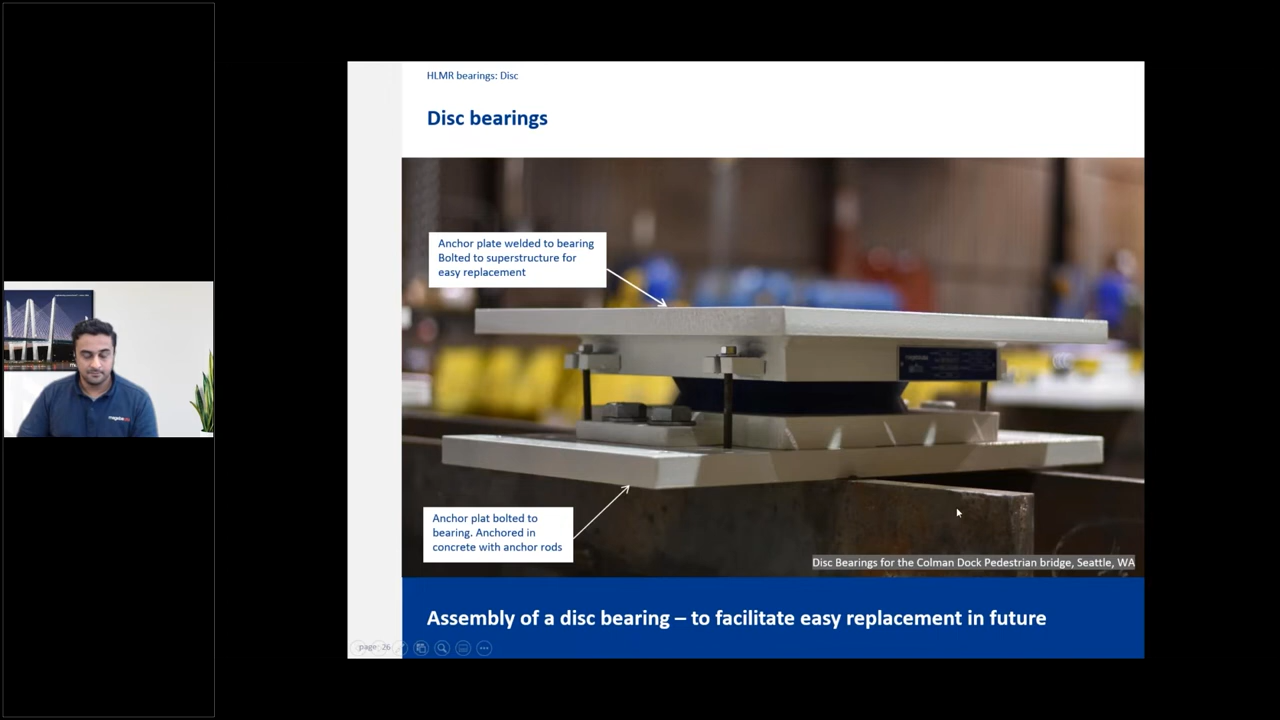 HLMR bearings: Disc
Disc bearings
Anchor plate welded to bearing
Bolted to superstructure for
easy replacement
Anchor plat bolted to
bearing. Anchored in
concrete with anchor rods
Disc Bearings for the Colman Dock Pedestrian bridge, Seattle, WA
Assembly of a disc bearing – to facilitate easy replacement in future
page 26